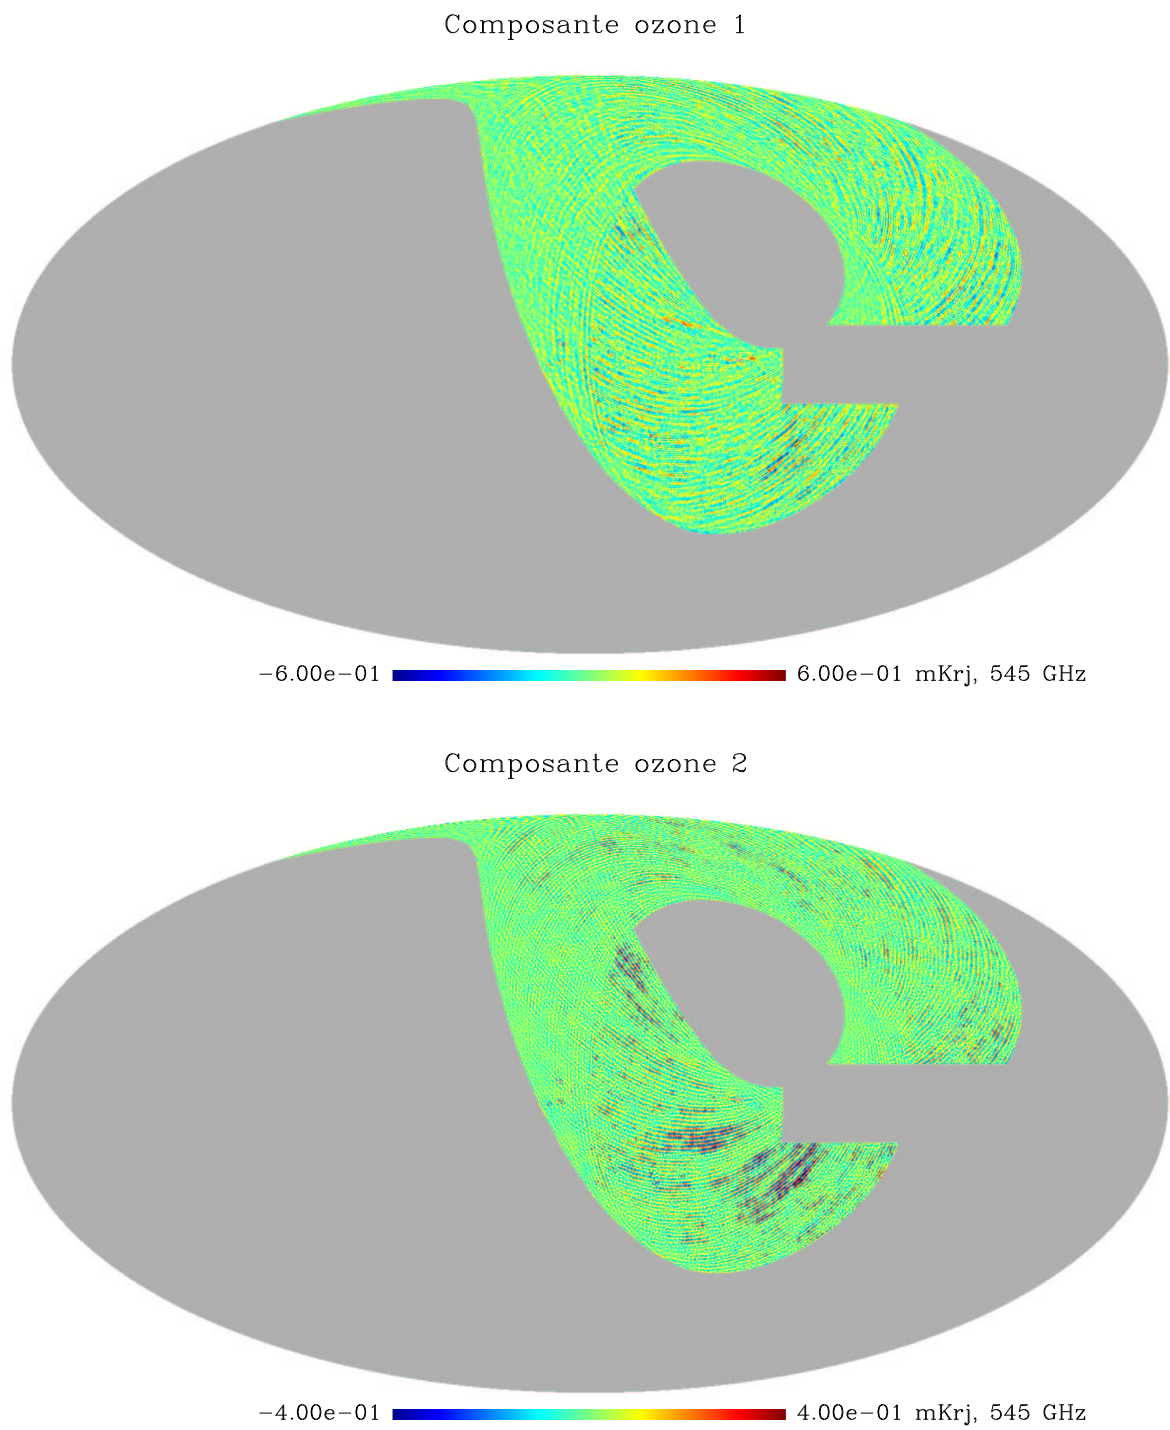 Composante ozone 1
−6.00e−01 6.00e−01 mKrj, 545 GHz
Composante ozone 2
−4.00e−01 4.00e−01 mKrj, 545 GHz